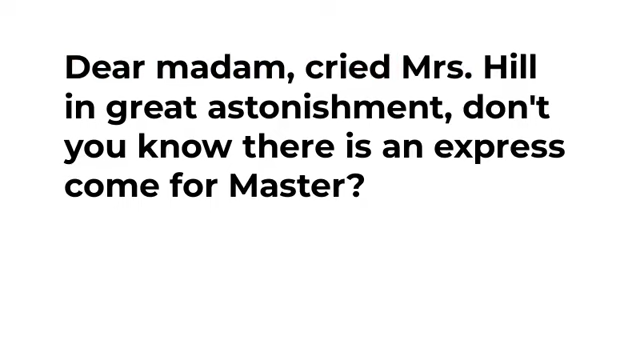 Dear madam, cried Mrs. Hill
in great astonishment, don't
you know there is an express
come for Master?